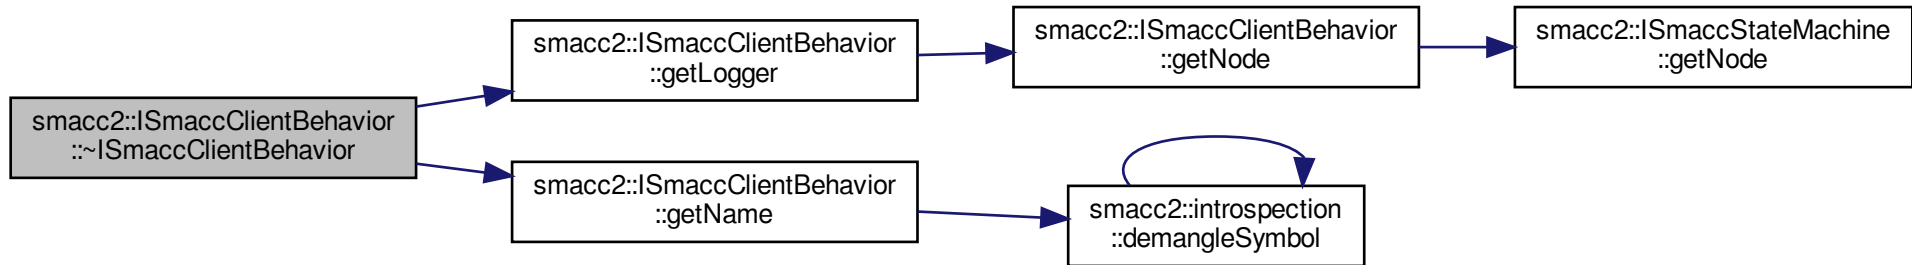 smacc2::ISmaccClientBehavior
::~ISmaccClientBehavior
smacc2::ISmaccClientBehavior
::getLogger
smacc2::ISmaccClientBehavior
::getNode
smacc2::ISmaccStateMachine
::getNode
smacc2::ISmaccClientBehavior
::getName
smacc2::introspection
::demangleSymbol